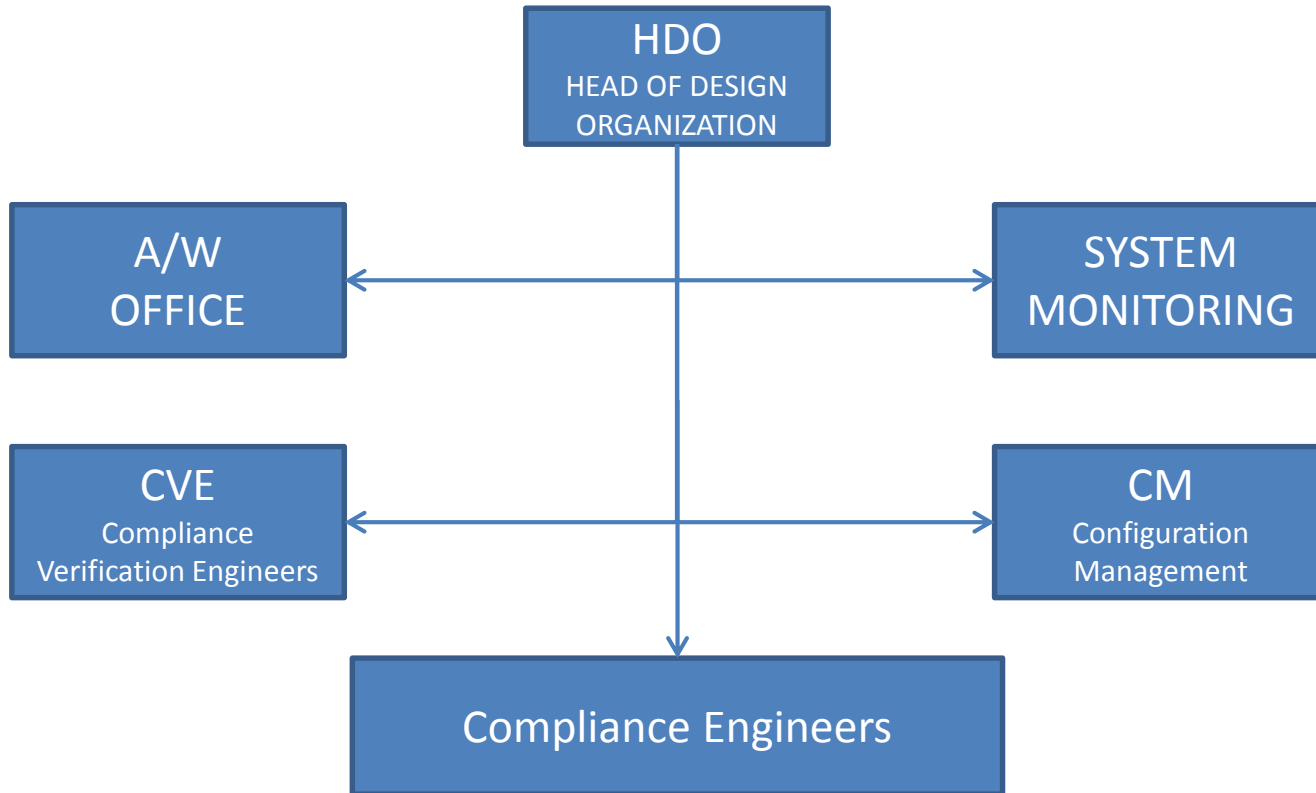 HDO
HEAD OF DESIGN
ORGANIZATION
A/W
OFFICE
SYSTEM
MONITORING
CVE
Compliance
Verification Engineers
CM
Configuration
Management
Compliance Engineers